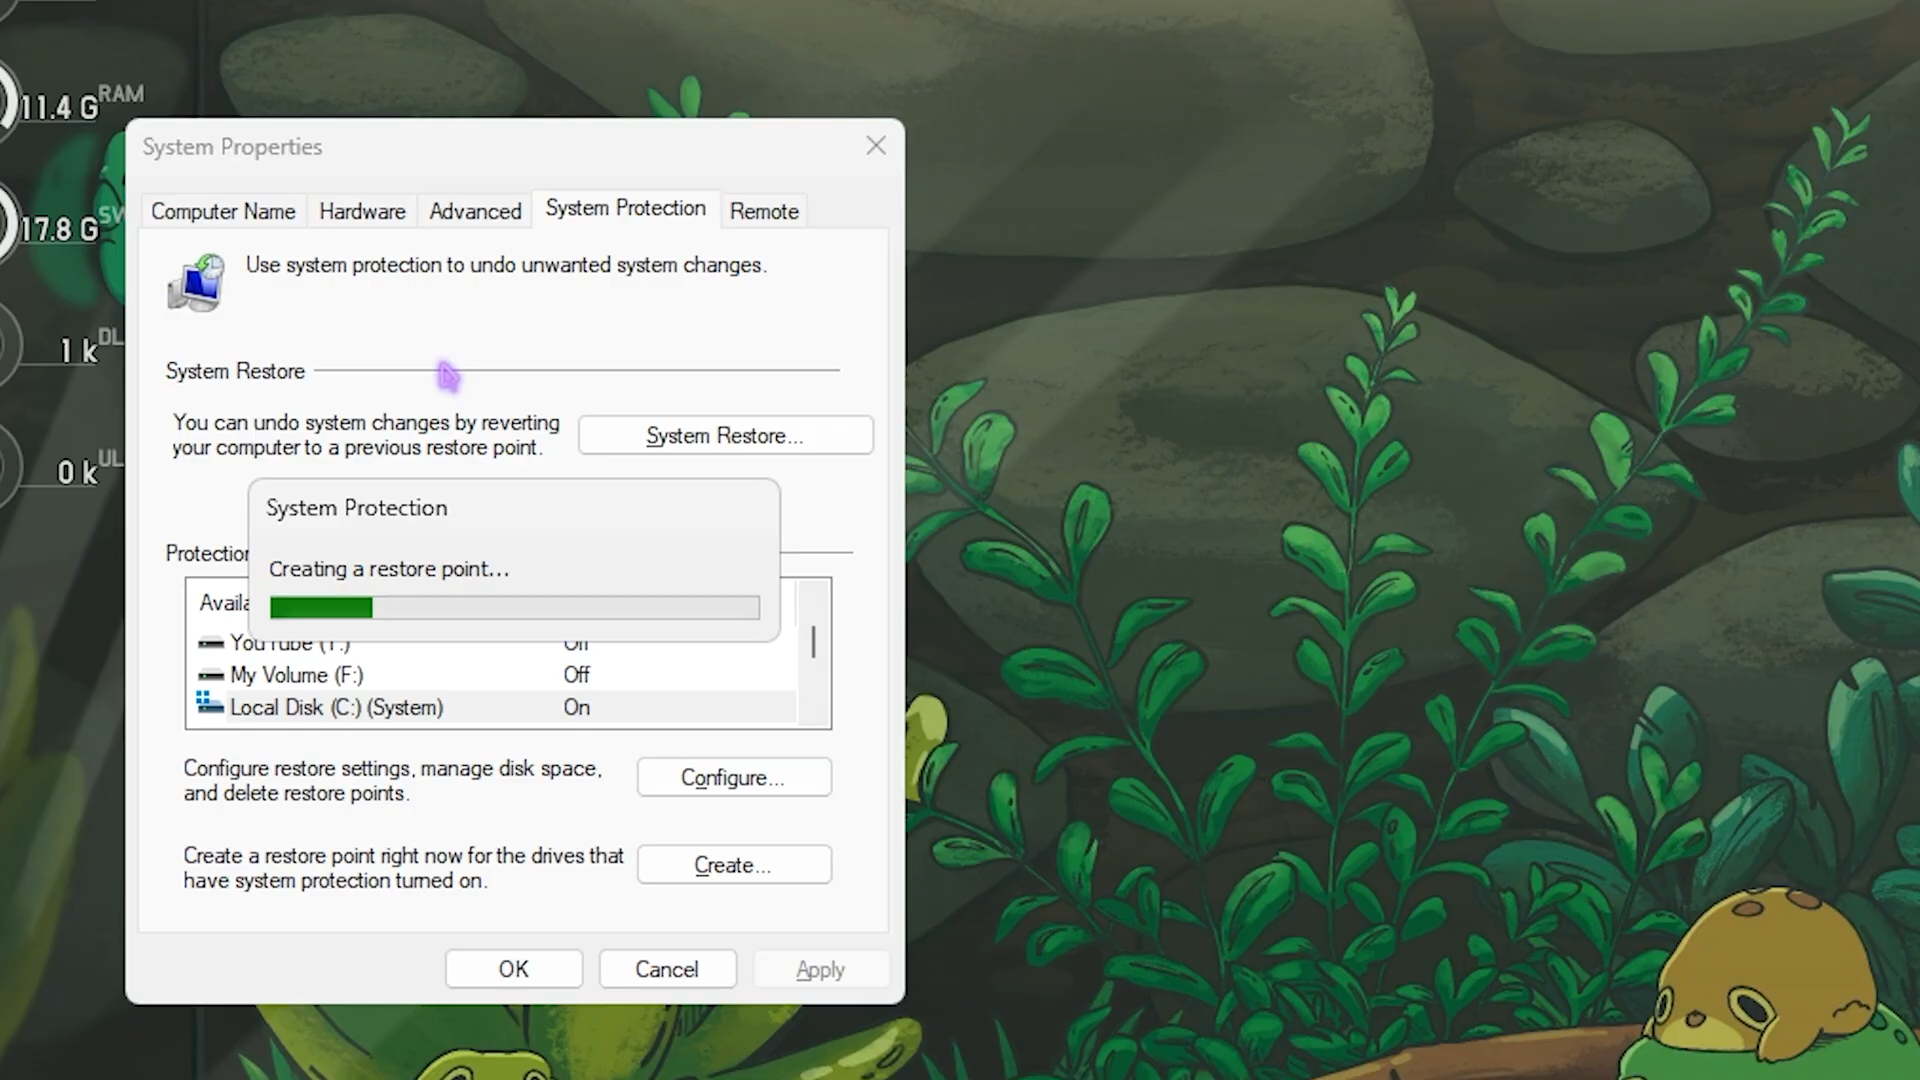 RAM
11.4 G
System Properties
Computer Name
Hardware
Advanced
System Protection
Remote
17.8 G
Use system protection to undo unwanted system changes.
DL
1 k
System Restore
You can undo system changes by reverting
your computer to a previous restore point.
System Restore...
UL
0 k
System Protection
Creating a restore point...
My Volume (F:)
Off
Local Disk (C:) (System)
On
Configure restore settings, manage disk space,
and delete restore points.
Configure...
Create a restore point right now for the drives that
have system protection turned on.
Create...
OK
Cancel
Apply